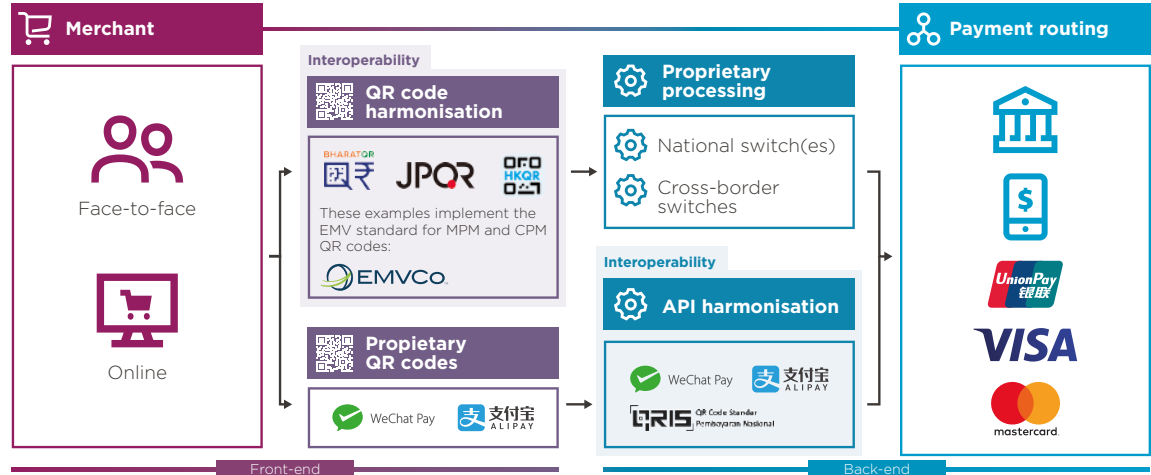 Merchant
Face-to-face
Online
Interoperability
QR code
harmonisation
BHARATQR
JPQR
HKQR
These examples implement the
EMV standard for MPM and CPM
QR codes:
EMVCo
Propietary
QR codes
WeChat Pay
支付宝
ALIPAY
Front-end
Proprietary
processing
National switch(es)
Cross-border
switches
Interoperability
API harmonisation
WeChat Pay
支付宝
ALIPAY
QRIS
QR Code Standar
Pembayaran Nasional
Payment routing
$
UnionPay
银联
VISA
mastercard
Back-end